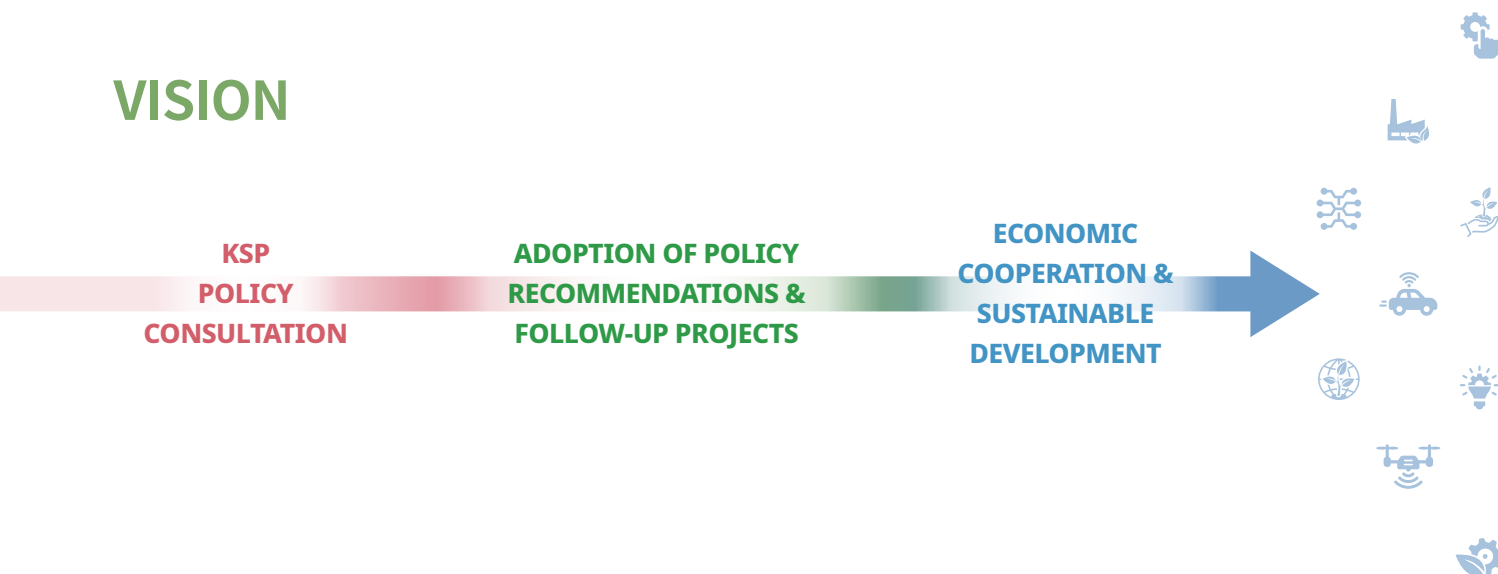 VISION
KSP
POLICY
CONSULTATION
ADOPTION OF POLICY
RECOMMENDATIONS &
FOLLOW-UP PROJECTS
ECONOMIC
COOPERATION &
SUSTAINABLE
DEVELOPMENT